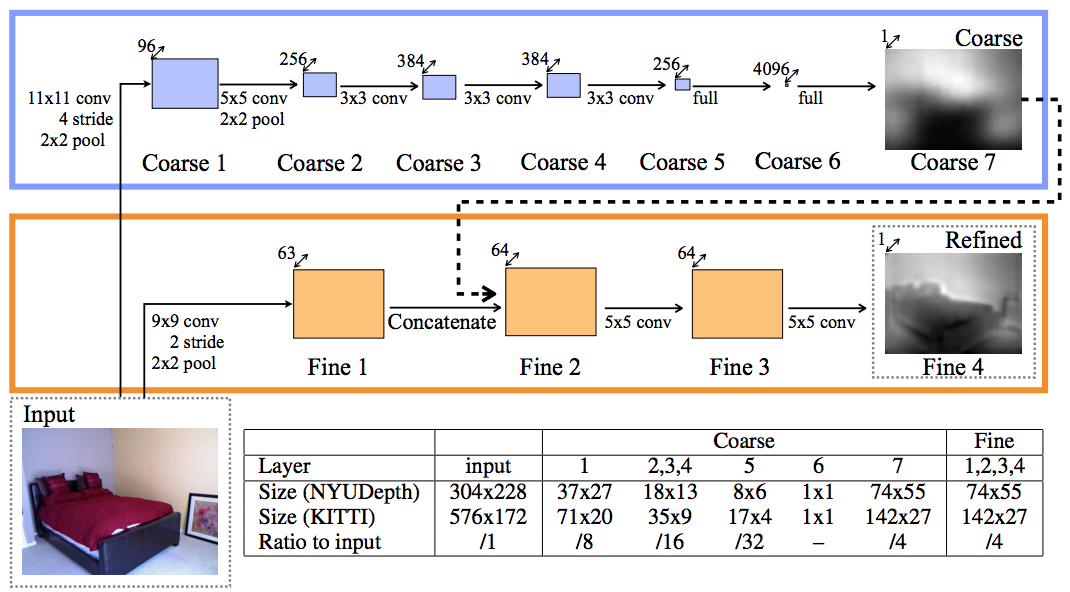 96
256
384
384
256
4096
1
Coarse
11x11 conv
4 stride
2x2 pool
5x5 conv
2x2 pool
3x3 conv
3x3 conv
3x3 conv
full
full
Coarse 1
Coarse 2
Coarse 3
Coarse 4
Coarse 5
Coarse 6
Coarse 7
63
64
64
1
Refined
9x9 conv
2 stride
2x2 pool
Concatenate
5x5 conv
5x5 conv
Fine 1
Fine 2
Fine 3
Fine 4
Input
Coarse Fine
Layer input 1 2,3,4 5 6 7 1,2,3,4
Size (NYUDepth) 304x228 37x27 18x13 8x6 1x1 74x55 74x55
Size (KITTI) 576x172 71x20 35x9 17x4 1x1 142x27 142x27
Ratio to input /1 /8 /16 /32 – /4 /4